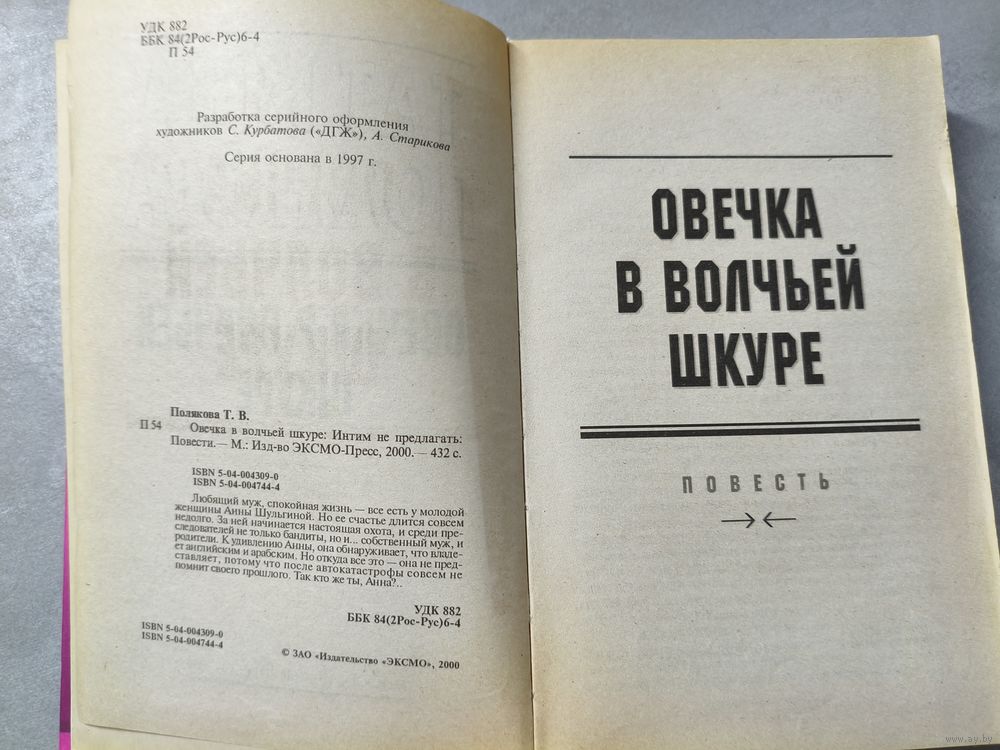 УДК 882
ББК 84(2Рос-Рус)6-4
П 54
Разработка серийного оформления
художников С. Курбатова («ДГЖ»), А. Старикова
Серия основана в 1997 г.
Полякова Т. В.
П 54 Овечка в волчьей шкуре: Интим не предлагать:
Повести. — М.: Изд-во ЭКСМО-Пресс, 2000. — 432 с.
ISBN 5-04-004309-0
ISBN 5-04-004744-4
Любящий муж, спокойная жизнь — все есть у молодой
женщины Анны Шульгиной. Но ее счастье длится совсем
недолго. За ней начинается настоящая охота, и среди пре-
следователей не только бандиты, но и... собственный муж, и
родители. К удивлению Анны, она обнаруживает, что владе-
ет английским и арабским. Но откуда все это — она не пред-
ставляет, потому что после автокатастрофы совсем не
помнит своего прошлого. Так кто же ты, Анна?..
УДК 882
ББК 84(2Рос-Рус)6-4
ISBN 5-04-004309-0
ISBN 5-04-004744-4
© ЗАО «Издательство «ЭКСМО», 2000
ОВЕЧКА
В ВОЛЧЬЕЙ
ШКУРЕ
ПОВЕСТЬ
© www.ay.by